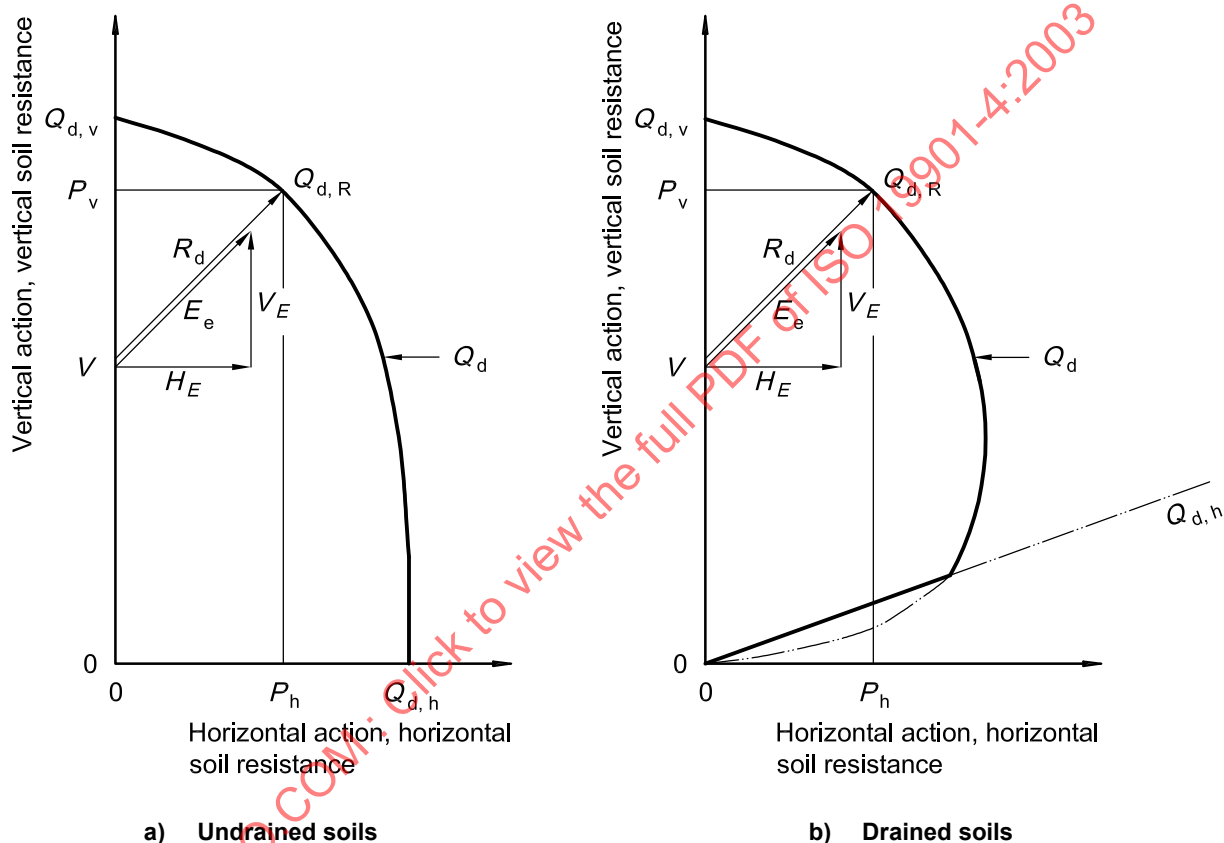 Vertical action, vertical soil resistance
Q d, v
P v
Q d, R
R d
E e
V E
V
H E
Q d
0
0
P h
Q d, h
Horizontal action, horizontal
soil resistance
a) Undrained soils
Vertical action, vertical soil resistance
Q d, v
P v
Q d, R
R d
E e
V E
V
H E
Q d
Q d, h
0
0
P h
Horizontal action, horizontal
soil resistance
b) Drained soils
O.COM : Click to view the full PDF of ISO 19901-4:2003